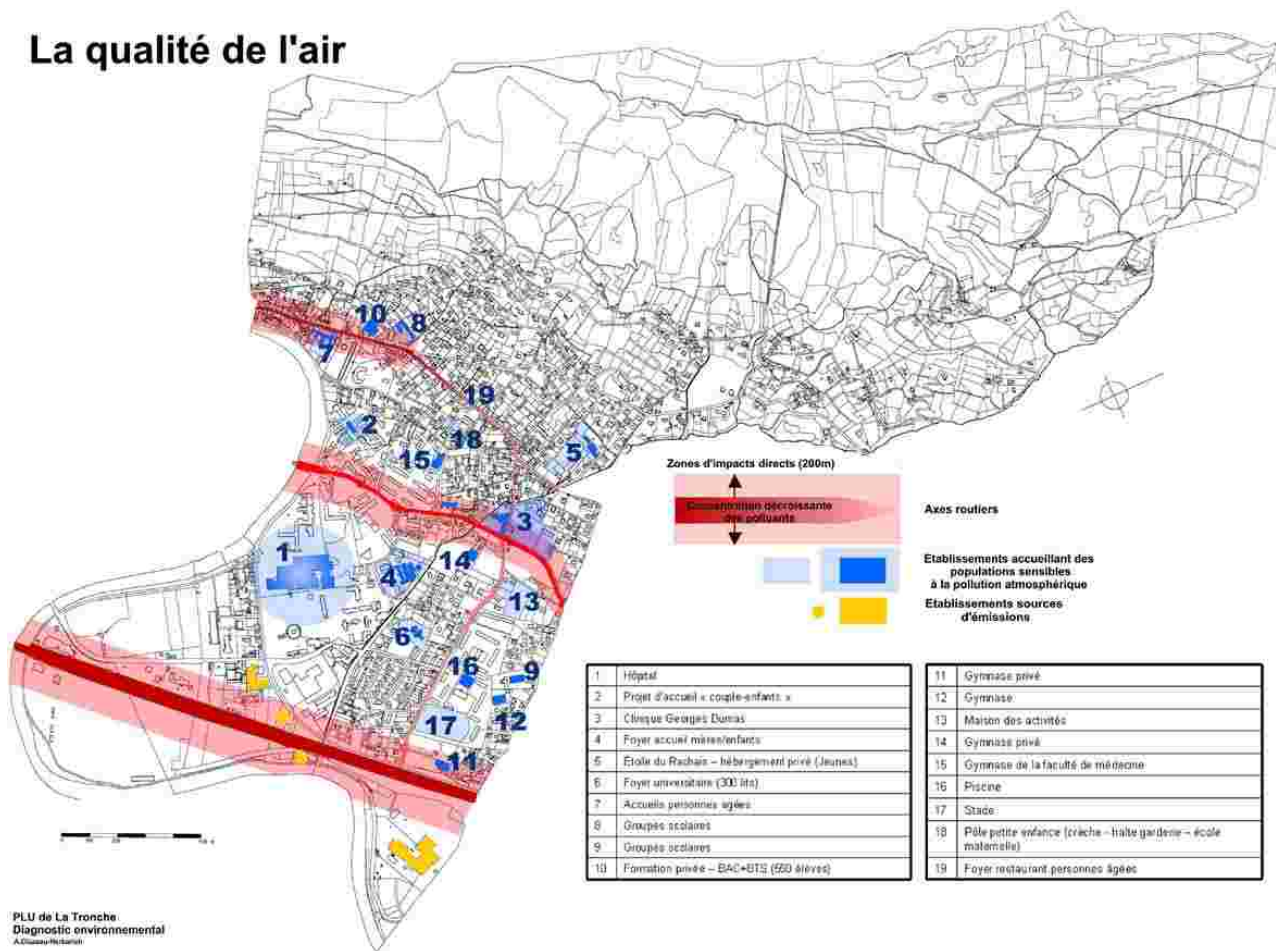 La qualité de l'air
10
8
7
19
2
18
5
15
3
1
14
4
13
6
9
16
12
17
11
Zones d'impacts directs (200m)
Concentration décroissante
des polluants
Axes routiers
Etablissements accueillant des
populations sensibles
à la pollution atmosphérique
Etablissements sources
d'émissions
1 Hôpital
2 Projet d'accueil « couple-enfants »
3 Clinique Georges Dumas
4 Foyer accueil mères/enfants
5 Étoile du Rachais – hébergement privé (Jeunes)
6 Foyer universitaire (300 lits)
7 Accueils personnes agées
8 Groupes scolaires
9 Groupes scolaires
10 Formation privée – BAC+BTS (550 élèves)
11 Gymnase privé
12 Gymnase
13 Maison des activités
14 Gymnase privé
15 Gymnase de la faculté de médecine
16 Piscine
17 Stade
18 Pôle petite enfance (crèche – halte garderie – école
maternelle)
19 Foyer restaurant personnes âgées
PLU de La Tronche
Diagnostic environnemental